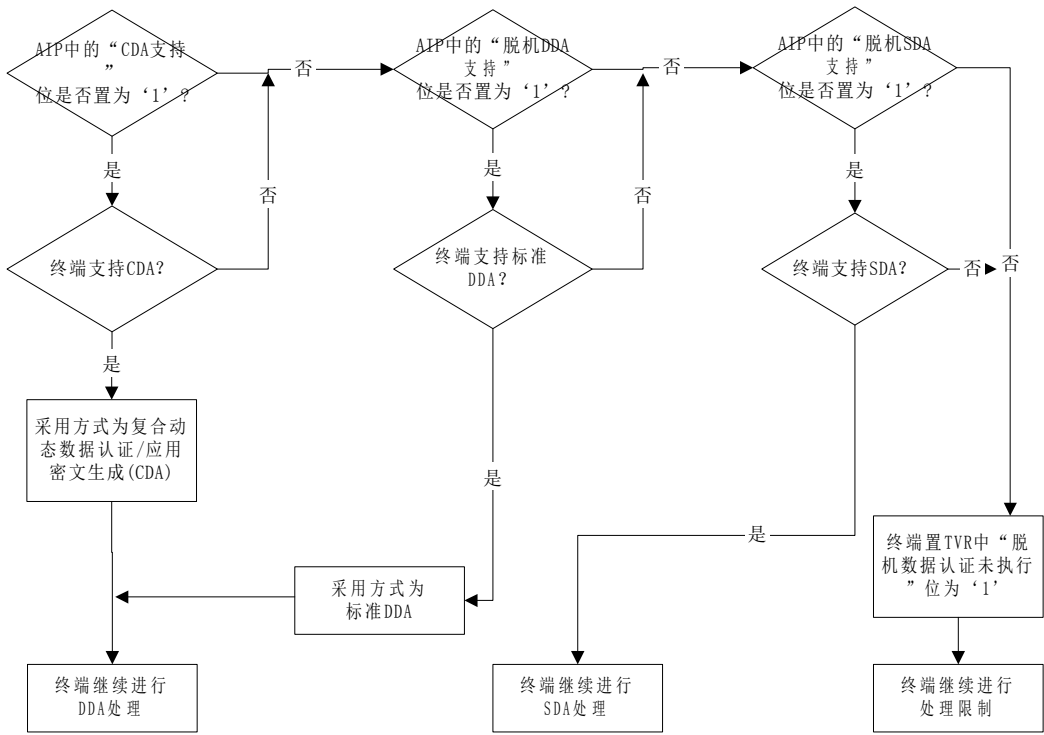 AIP中的“CDA支持
”
位是否置为‘1’?
否
AIP中的“脱机DDA
支持”
位是否置为‘1’?
否
AIP中的“脱机SDA
支持”
位是否置为‘1’?
是
否
是
否
是
终端支持CDA?
终端支持标准
DDA?
终端支持SDA?
否
否
是
采用方式为复合动
态数据认证/应用
密文生成(CDA)
是
是
终端置TVR中“脱
机数据认证未执行
”位为‘1’
采用方式为
标准DDA
终端继续进行
DDA处理
终端继续进行
SDA处理
终端继续进行
处理限制